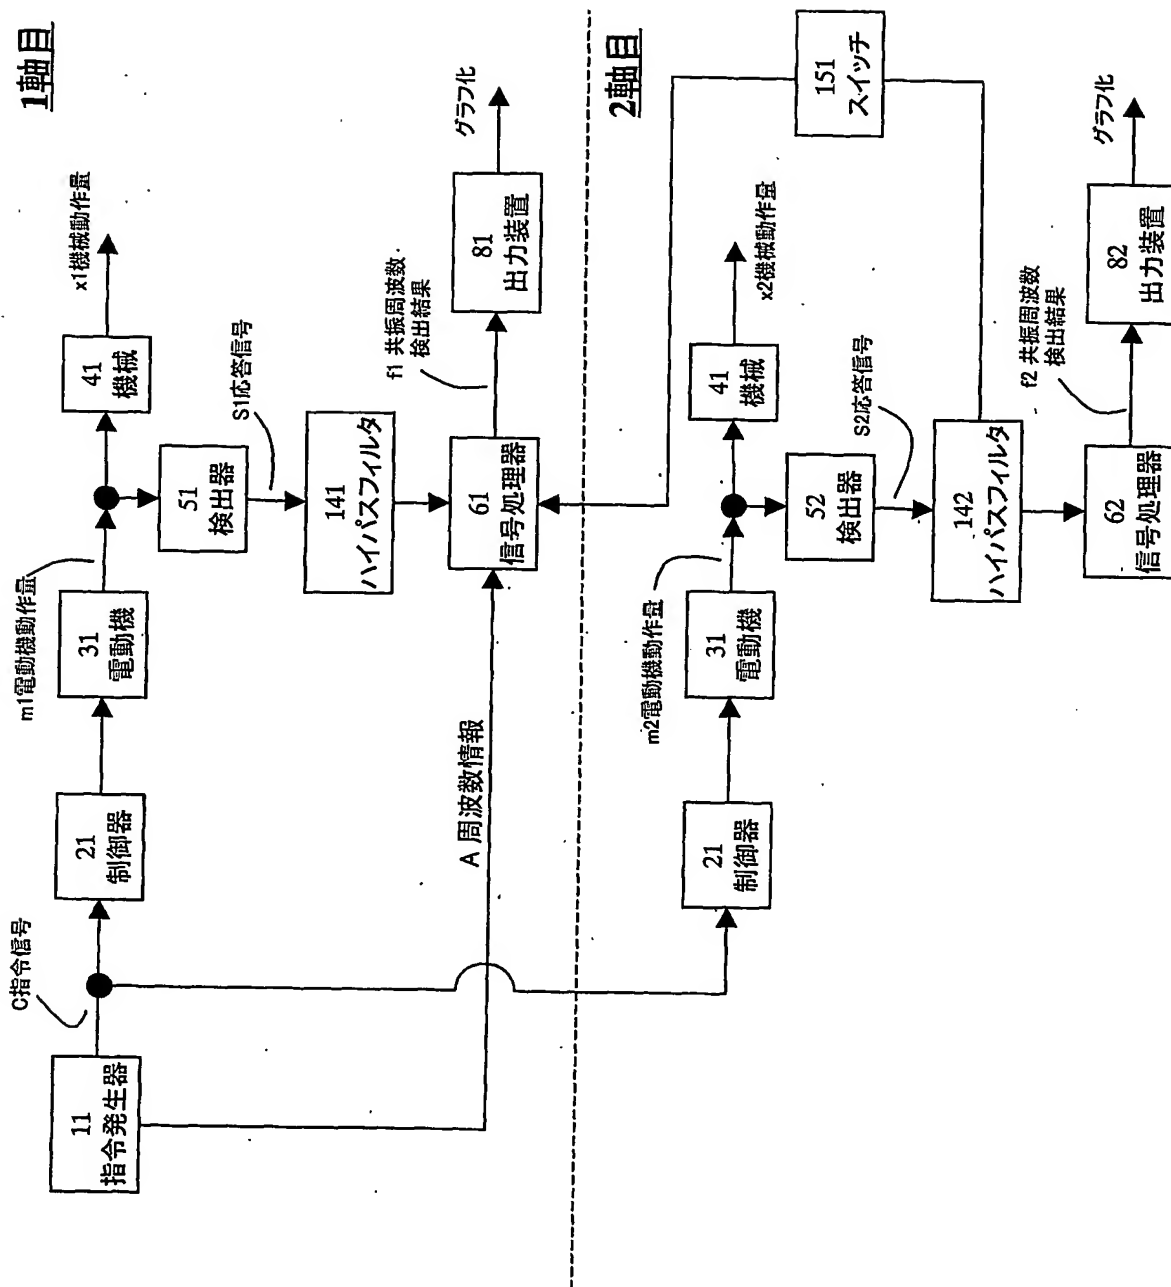 1軸目
C指令信号
11
指令発生器
21
制御器
m1電動機動作量
31
電動機
41
機械
x1機械動作量
51
検出器
S1応答信号
141
ハイパスフィルタ
A 周波数情報
61
信号処理器
f1 共振周波数
検出結果
81
出力装置
グラフ化
2軸目
21
制御器
m2電動機動作量
31
電動機
41
機械
x2機械動作量
52
検出器
S2応答信号
142
ハイパスフィルタ
151
スイッチ
62
信号処理器
f2 共振周波数
検出結果
82
出力装置
グラフ化